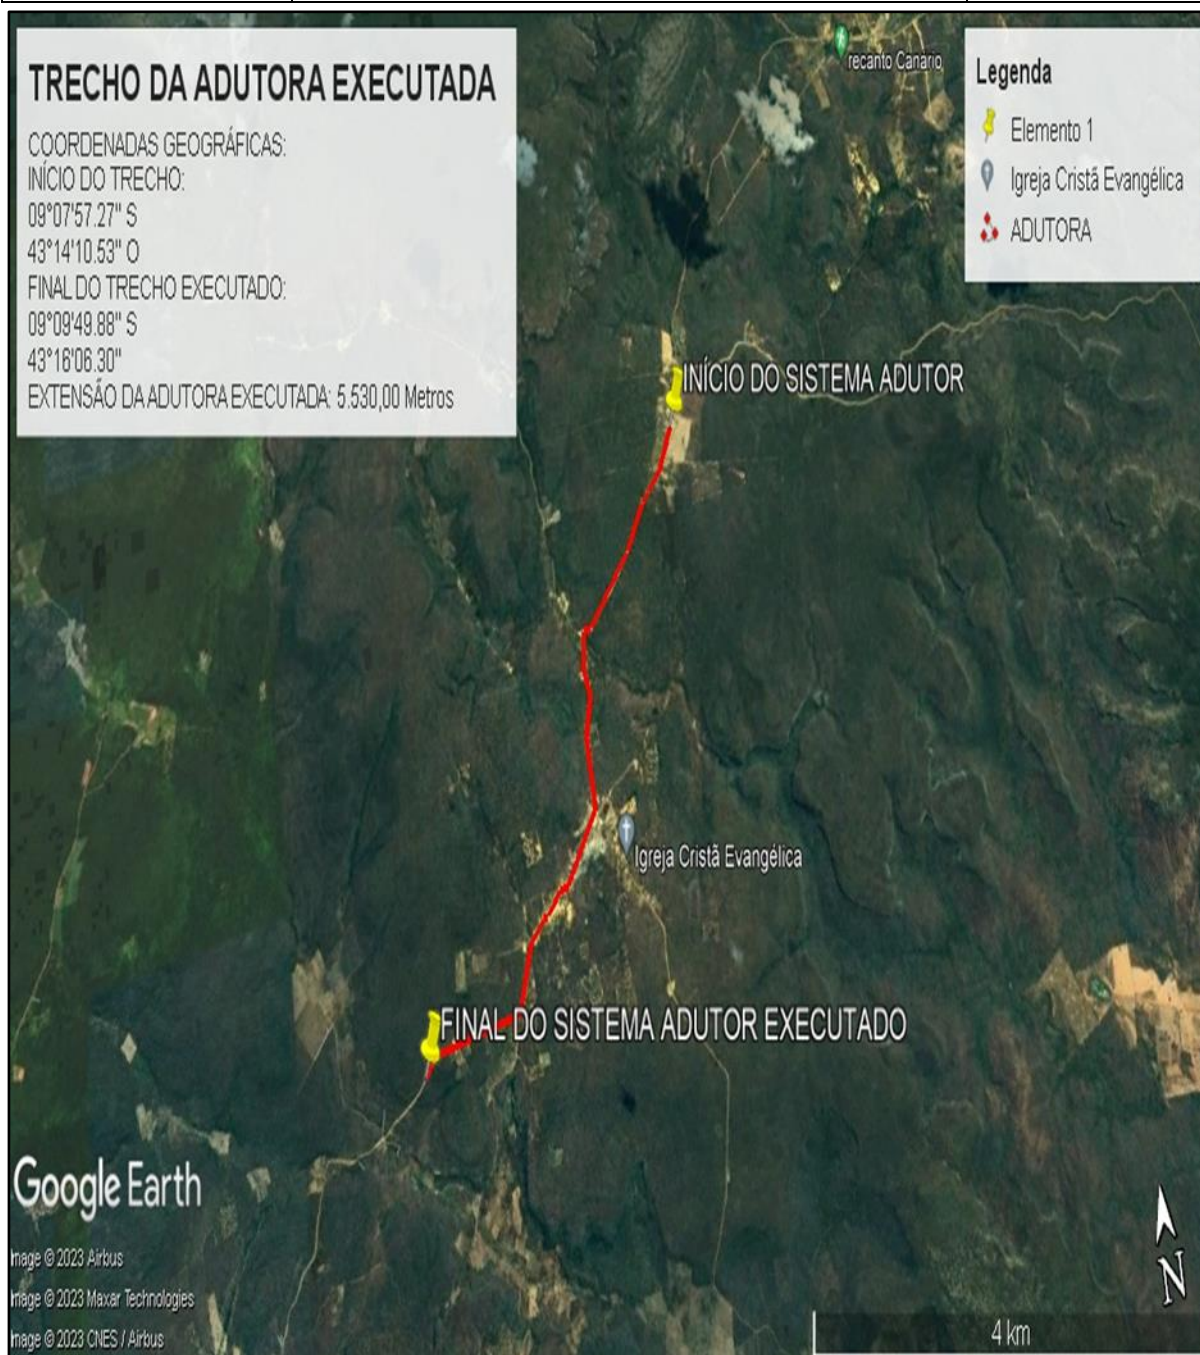 TRECHO DA ADUTORA EXECUTADA
COORDENADAS GEOGRÁFICAS:
INÍCIO DO TRECHO:
09°07'57.27" S
43°14'10.53" O
FINAL DO TRECHO EXECUTADO:
09°09'49.88" S
43°16'06.30"
EXTENSÃO DA ADUTORA EXECUTADA: 5.530,00 Metros
recanto Canario
Legenda
Elemento 1
Igreja Cristã Evangélica
ADUTORA
INÍCIO DO SISTEMA ADUTOR
Igreja Cristã Evangélica
FINAL DO SISTEMA ADUTOR EXECUTADO
Google Earth
Image © 2023 Airbus
Image © 2023 Maxar Technologies
Image © 2023 CNES / Airbus
N
4 km